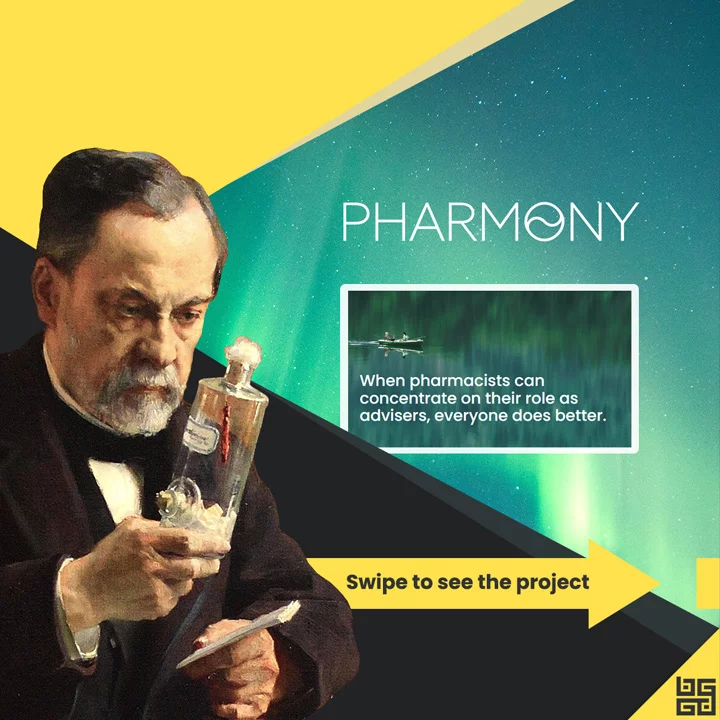 PHARMONY
When pharmacists can
concentrate on their role as
advisers, everyone does better.
Swipe to see the project